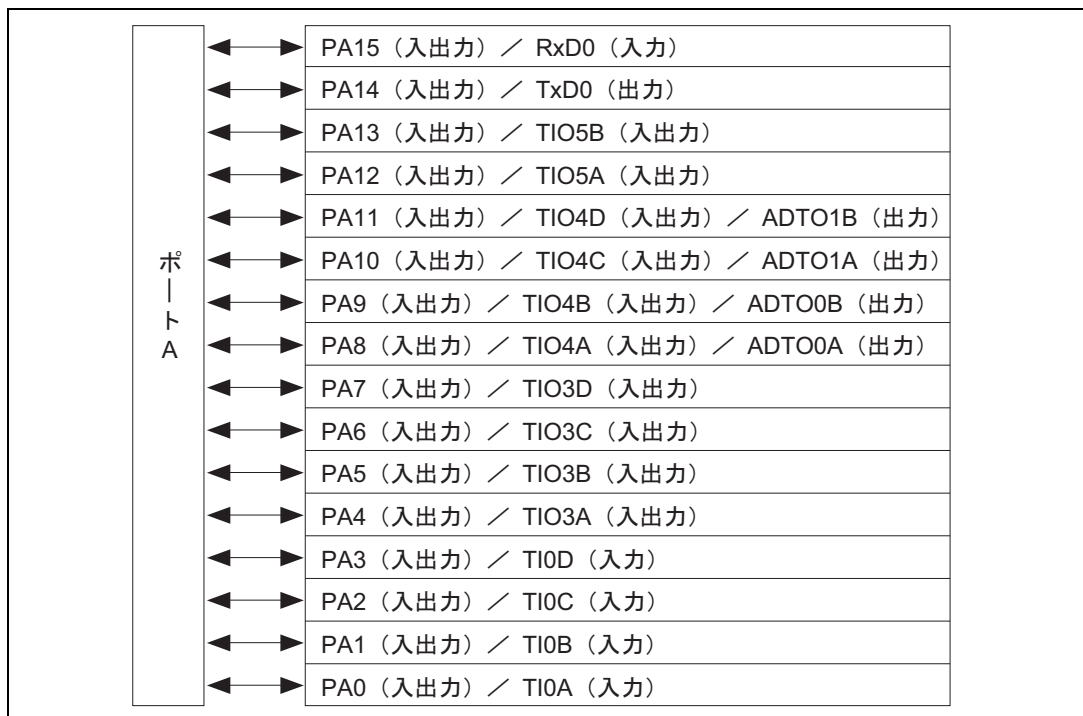 ポートA
PA15（入出力）／ RxD0（入力）
PA14（入出力）／ TxD0（出力）
PA13（入出力）／ TIO5B（入出力）
PA12（入出力）／ TIO5A（入出力）
PA11（入出力）／ TIO4D（入出力）／ ADTO1B（出力）
PA10（入出力）／ TIO4C（入出力）／ ADTO1A（出力）
PA9（入出力）／ TIO4B（入出力）／ ADTO0B（出力）
PA8（入出力）／ TIO4A（入出力）／ ADTO0A（出力）
PA7（入出力）／ TIO3D（入出力）
PA6（入出力）／ TIO3C（入出力）
PA5（入出力）／ TIO3B（入出力）
PA4（入出力）／ TIO3A（入出力）
PA3（入出力）／ TI0D（入力）
PA2（入出力）／ TI0C（入力）
PA1（入出力）／ TI0B（入力）
PA0（入出力）／ TI0A（入力）